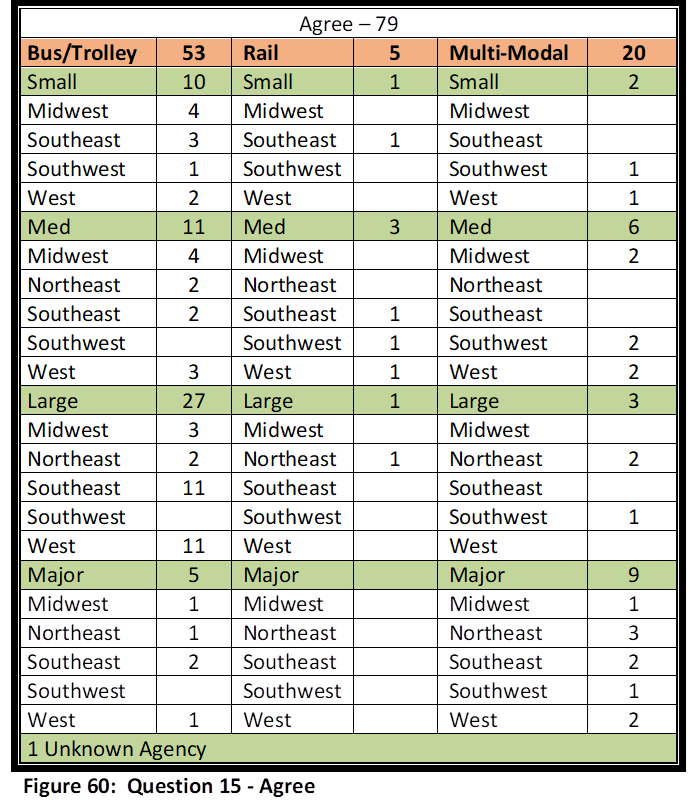 Agree – 79
Bus/Trolley 53 Rail 5 Multi-Modal 20
Small 10 Small 1 Small 2
Midwest 4 Midwest Midwest
Southeast 3 Southeast 1 Southeast
Southwest 1 Southwest Southwest 1
West 2 West West 1
Med 11 Med 3 Med 6
Midwest 4 Midwest Midwest 2
Northeast 2 Northeast Northeast
Southeast 2 Southeast 1 Southeast
Southwest Southwest 1 Southwest 2
West 3 West 1 West 2
Large 27 Large 1 Large 3
Midwest 3 Midwest Midwest
Northeast 2 Northeast 1 Northeast 2
Southeast 11 Southeast Southeast
Southwest Southwest Southwest 1
West 11 West West
Major 5 Major Major 9
Midwest 1 Midwest Midwest 1
Northeast 1 Northeast Northeast 3
Southeast 2 Southeast Southeast 2
Southwest Southwest Southwest 1
West 1 West West 2
1 Unknown Agency
Figure 60: Question 15 - Agree